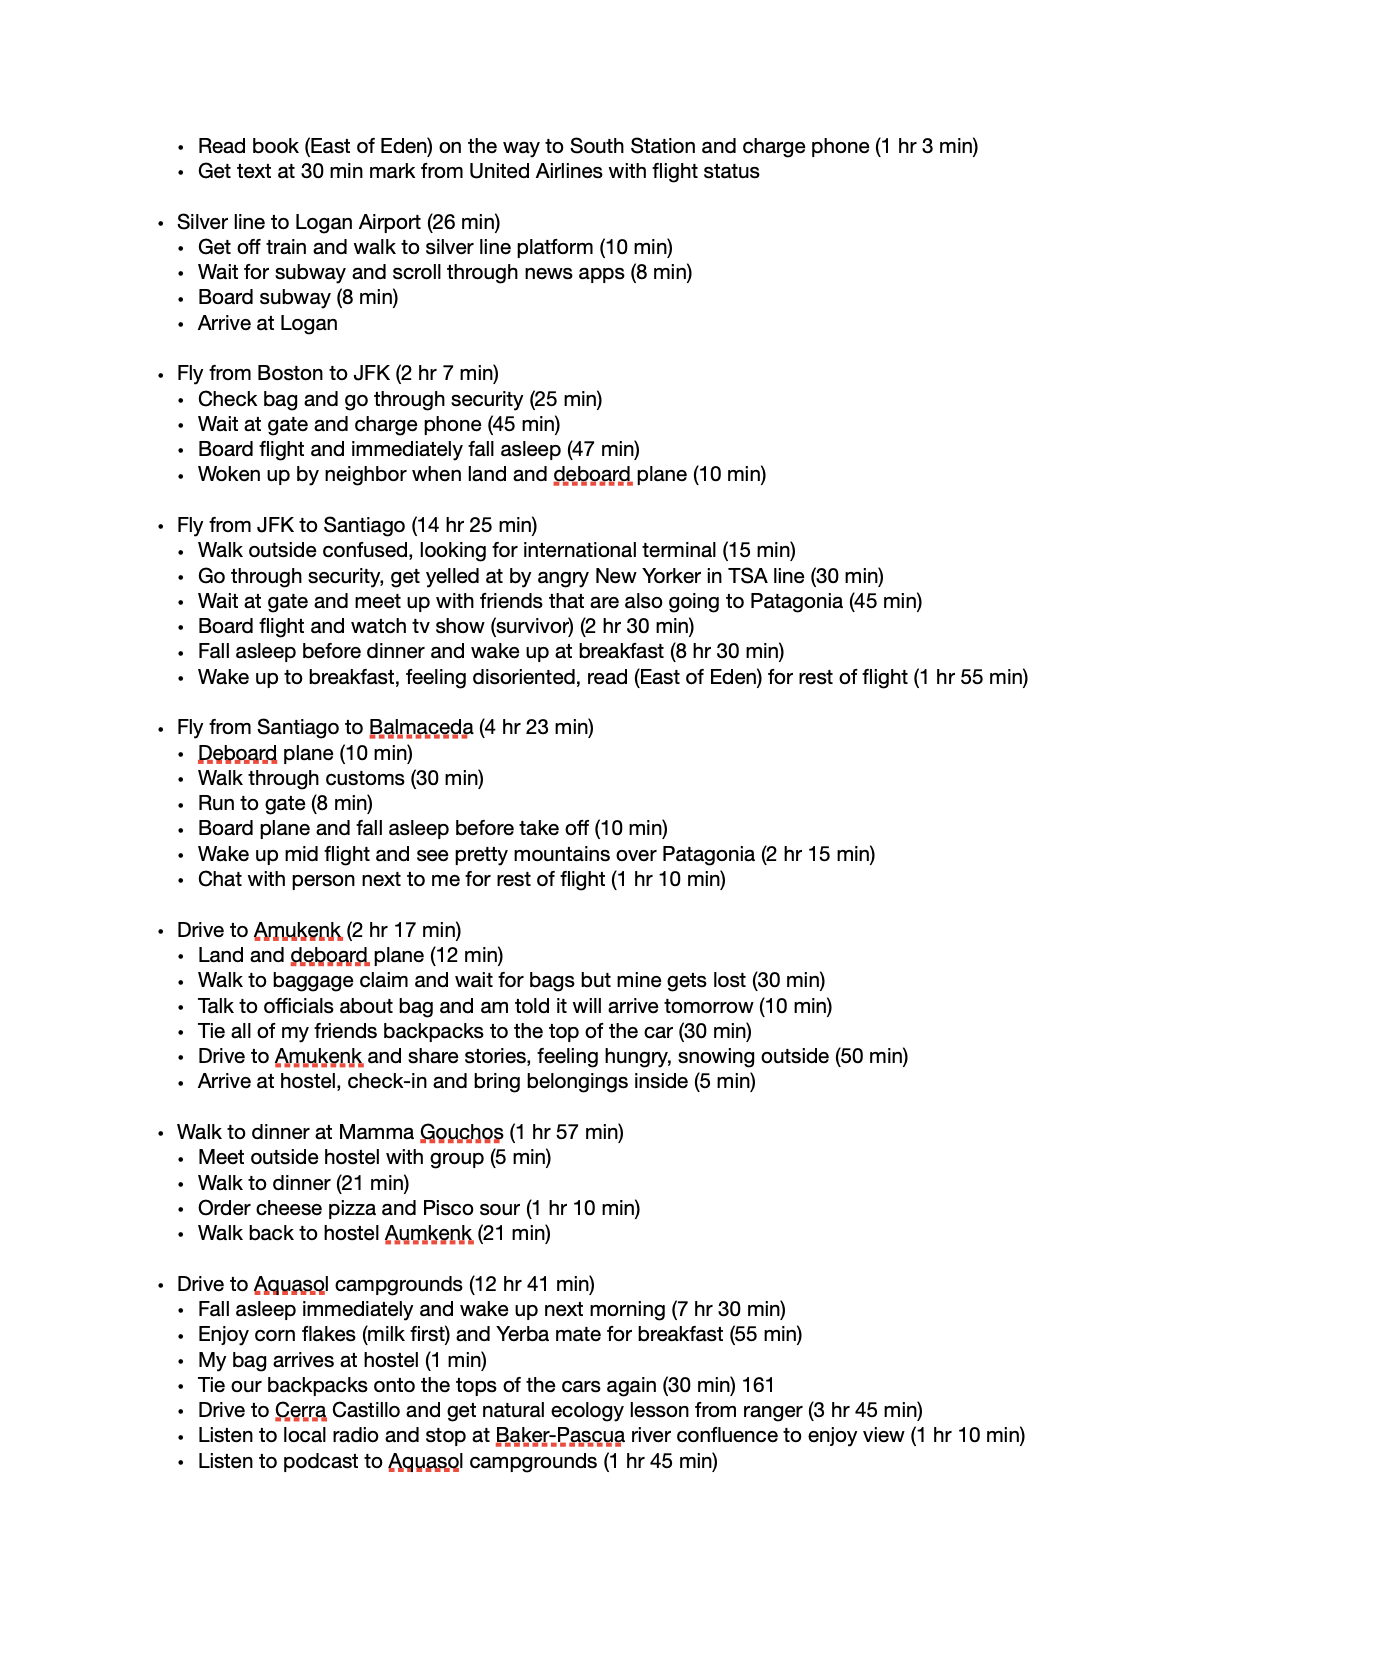 • Read book (East of Eden) on the way to South Station and charge phone (1 hr 3 min)
• Get text at 30 min mark from United Airlines with flight status
• Silver line to Logan Airport (26 min)
• Get off train and walk to silver line platform (10 min)
• Wait for subway and scroll through news apps (8 min)
• Board subway (8 min)
• Arrive at Logan
• Fly from Boston to JFK (2 hr 7 min)
• Check bag and go through security (25 min)
• Wait at gate and charge phone (45 min)
• Board flight and immediately fall asleep (47 min)
• Woken up by neighbor when land and deboard plane (10 min)
• Fly from JFK to Santiago (14 hr 25 min)
• Walk outside confused, looking for international terminal (15 min)
• Go through security, get yelled at by angry New Yorker in TSA line (30 min)
• Wait at gate and meet up with friends that are also going to Patagonia (45 min)
• Board flight and watch tv show (survivor) (2 hr 30 min)
• Fall asleep before dinner and wake up at breakfast (8 hr 30 min)
• Wake up to breakfast, feeling disoriented, read (East of Eden) for rest of flight (1 hr 55 min)
• Fly from Santiago to Balmaceda (4 hr 23 min)
• Deboard plane (10 min)
• Walk through customs (30 min)
• Run to gate (8 min)
• Board plane and fall asleep before take off (10 min)
• Wake up mid flight and see pretty mountains over Patagonia (2 hr 15 min)
• Chat with person next to me for rest of flight (1 hr 10 min)
• Drive to Amukenk (2 hr 17 min)
• Land and deboard plane (12 min)
• Walk to baggage claim and wait for bags but mine gets lost (30 min)
• Talk to officials about bag and am told it will arrive tomorrow (10 min)
• Tie all of my friends backpacks to the top of the car (30 min)
• Drive to Amukenk and share stories, feeling hungry, snowing outside (50 min)
• Arrive at hostel, check-in and bring belongings inside (5 min)
• Walk to dinner at Mamma Gouchos (1 hr 57 min)
• Meet outside hostel with group (5 min)
• Walk to dinner (21 min)
• Order cheese pizza and Pisco sour (1 hr 10 min)
• Walk back to hostel Aumkenk (21 min)
• Drive to Aquasol campgrounds (12 hr 41 min)
• Fall asleep immediately and wake up next morning (7 hr 30 min)
• Enjoy corn flakes (milk first) and Yerba mate for breakfast (55 min)
• My bag arrives at hostel (1 min)
• Tie our backpacks onto the tops of the cars again (30 min) 161
• Drive to Cerra Castillo and get natural ecology lesson from ranger (3 hr 45 min)
• Listen to local radio and stop at Baker-Pascua river confluence to enjoy view (1 hr 10 min)
• Listen to podcast to Aquasol campgrounds (1 hr 45 min)